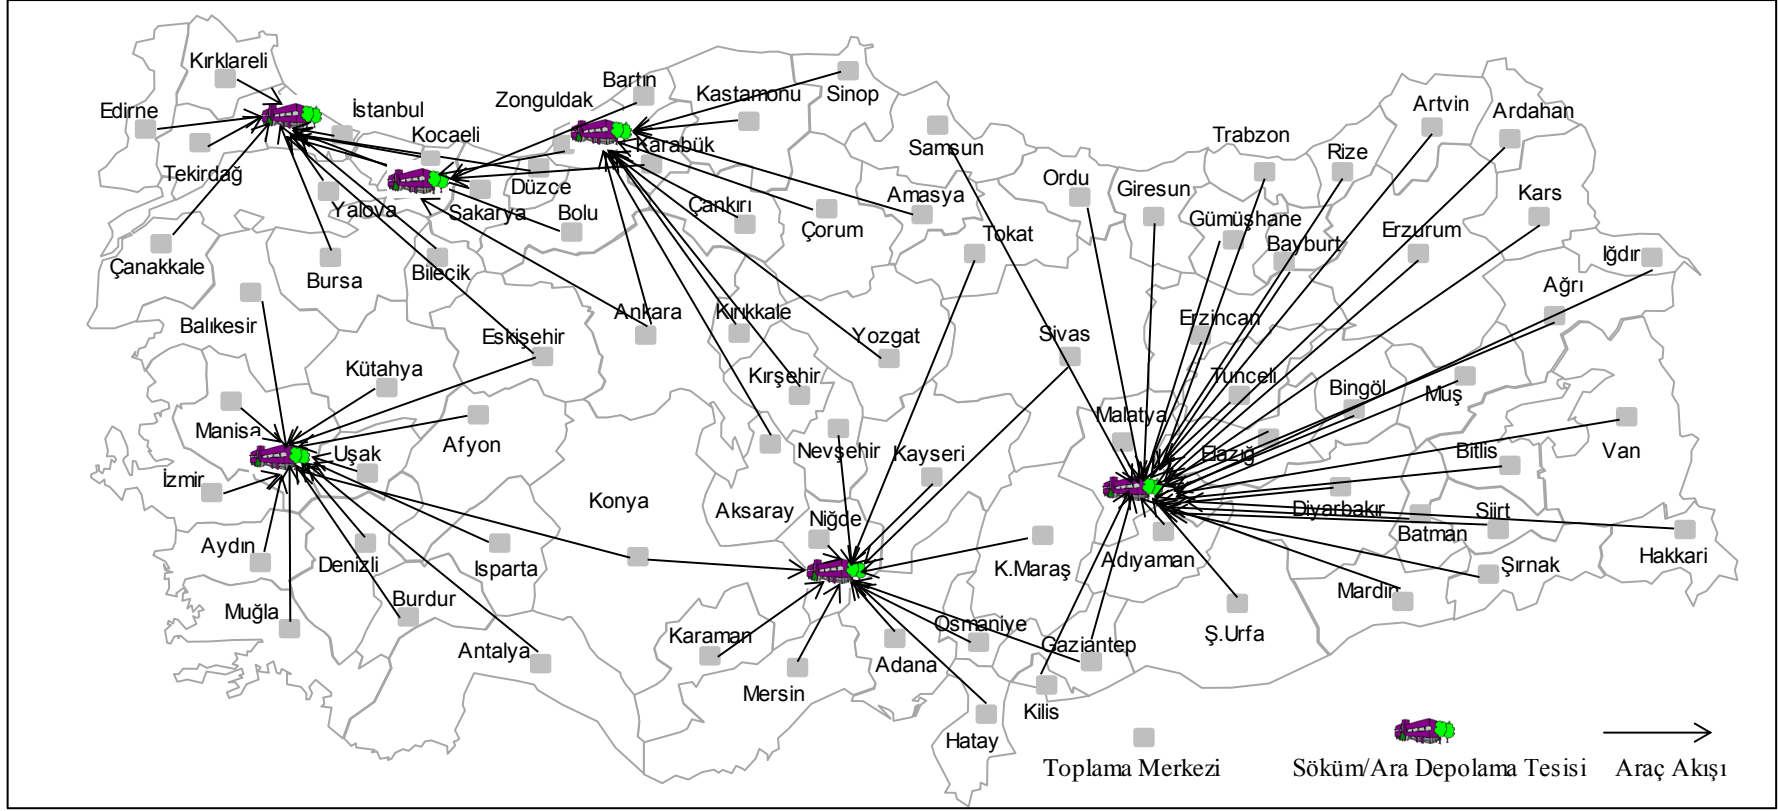 Kırklareli
Edirne
İstanbul
Tekirdağ
Kocaeli
Zonguldak
Bartın
Kastamonu
Sinop
Karabük
Samsun
Artvin
Ardahan
Trabzon
Rize
Yalova
Sakarya
Düzce
Bolu
Çankırı
Çorum
Amasya
Ordu
Giresun
Gümüşhane
Bayburt
Erzurum
Kars
Iğdır
Çanakkale
Bursa
Bilecik
Tokat
Ağrı
Balıkesir
Eskişehir
Ankara
Kırıkkale
Yozgat
Sivas
Erzincan
Kütahya
Kırşehir
Tunceli
Bingöl
Muş
Manisa
Afyon
Malatya
Uşak
Nevşehir
Kayseri
Elazığ
Bitlis
Van
İzmir
Konya
Aksaray
Niğde
Diyarbakır
Siirt
Batman
Aydın
Denizli
Isparta
K.Maraş
Adıyaman
Şırnak
Hakkari
Muğla
Burdur
Mardin
Antalya
Karaman
Mersin
Adana
Osmaniye
Gaziantep
Ş.Urfa
Kilis
Hatay
Toplama Merkezi
Söküm/Ara Depolama Tesisi
Araç Akışı